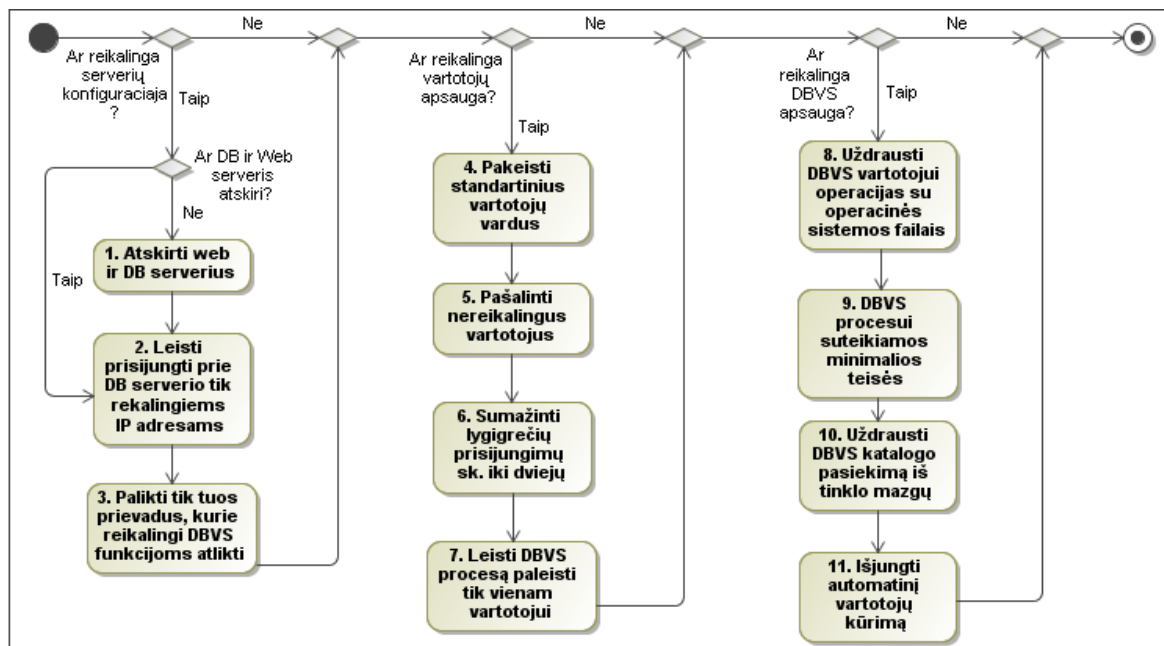 Ne
Ar reikalinga
serverių
konfiguraciaja
?
Taip
Ar DB ir Web
serveris
atskiri?
Ne
Taip
1. Atskirti web
ir DB serverius
2. Leisti
prisijungti prie
DB serverio tik
rekalingiems
IP adresams
3. Palikti tik tuos
prievadus, kurie
reikalingi DBVS
funkcijoms atlikti
Ne
Ar reikalinga
vartotojų
apsauga?
Taip
4. Pakeisti
standartinius
vartotojų
vardus
5. Pašalinti
nereikalingus
vartotojus
6. Sumažinti
lygigrečių
prisijungimų
sk. iki dviejų
7. Leisti DBVS
procesą paleisti
tik vienam
vartotojui
Ne
Ar
reikalinga
DBVS
apsauga?
Taip
8. Uždrausti
DBVS vartotojui
operacijas su
operacinės
sistemos failais
9. DBVS
procesui
suteikiamos
minimalios
teisės
10. Uždrausti
DBVS katalogo
pasiekimą iš
tinklo mazgų
11. Išjungti
automatinį
vartotojų
kūrimą